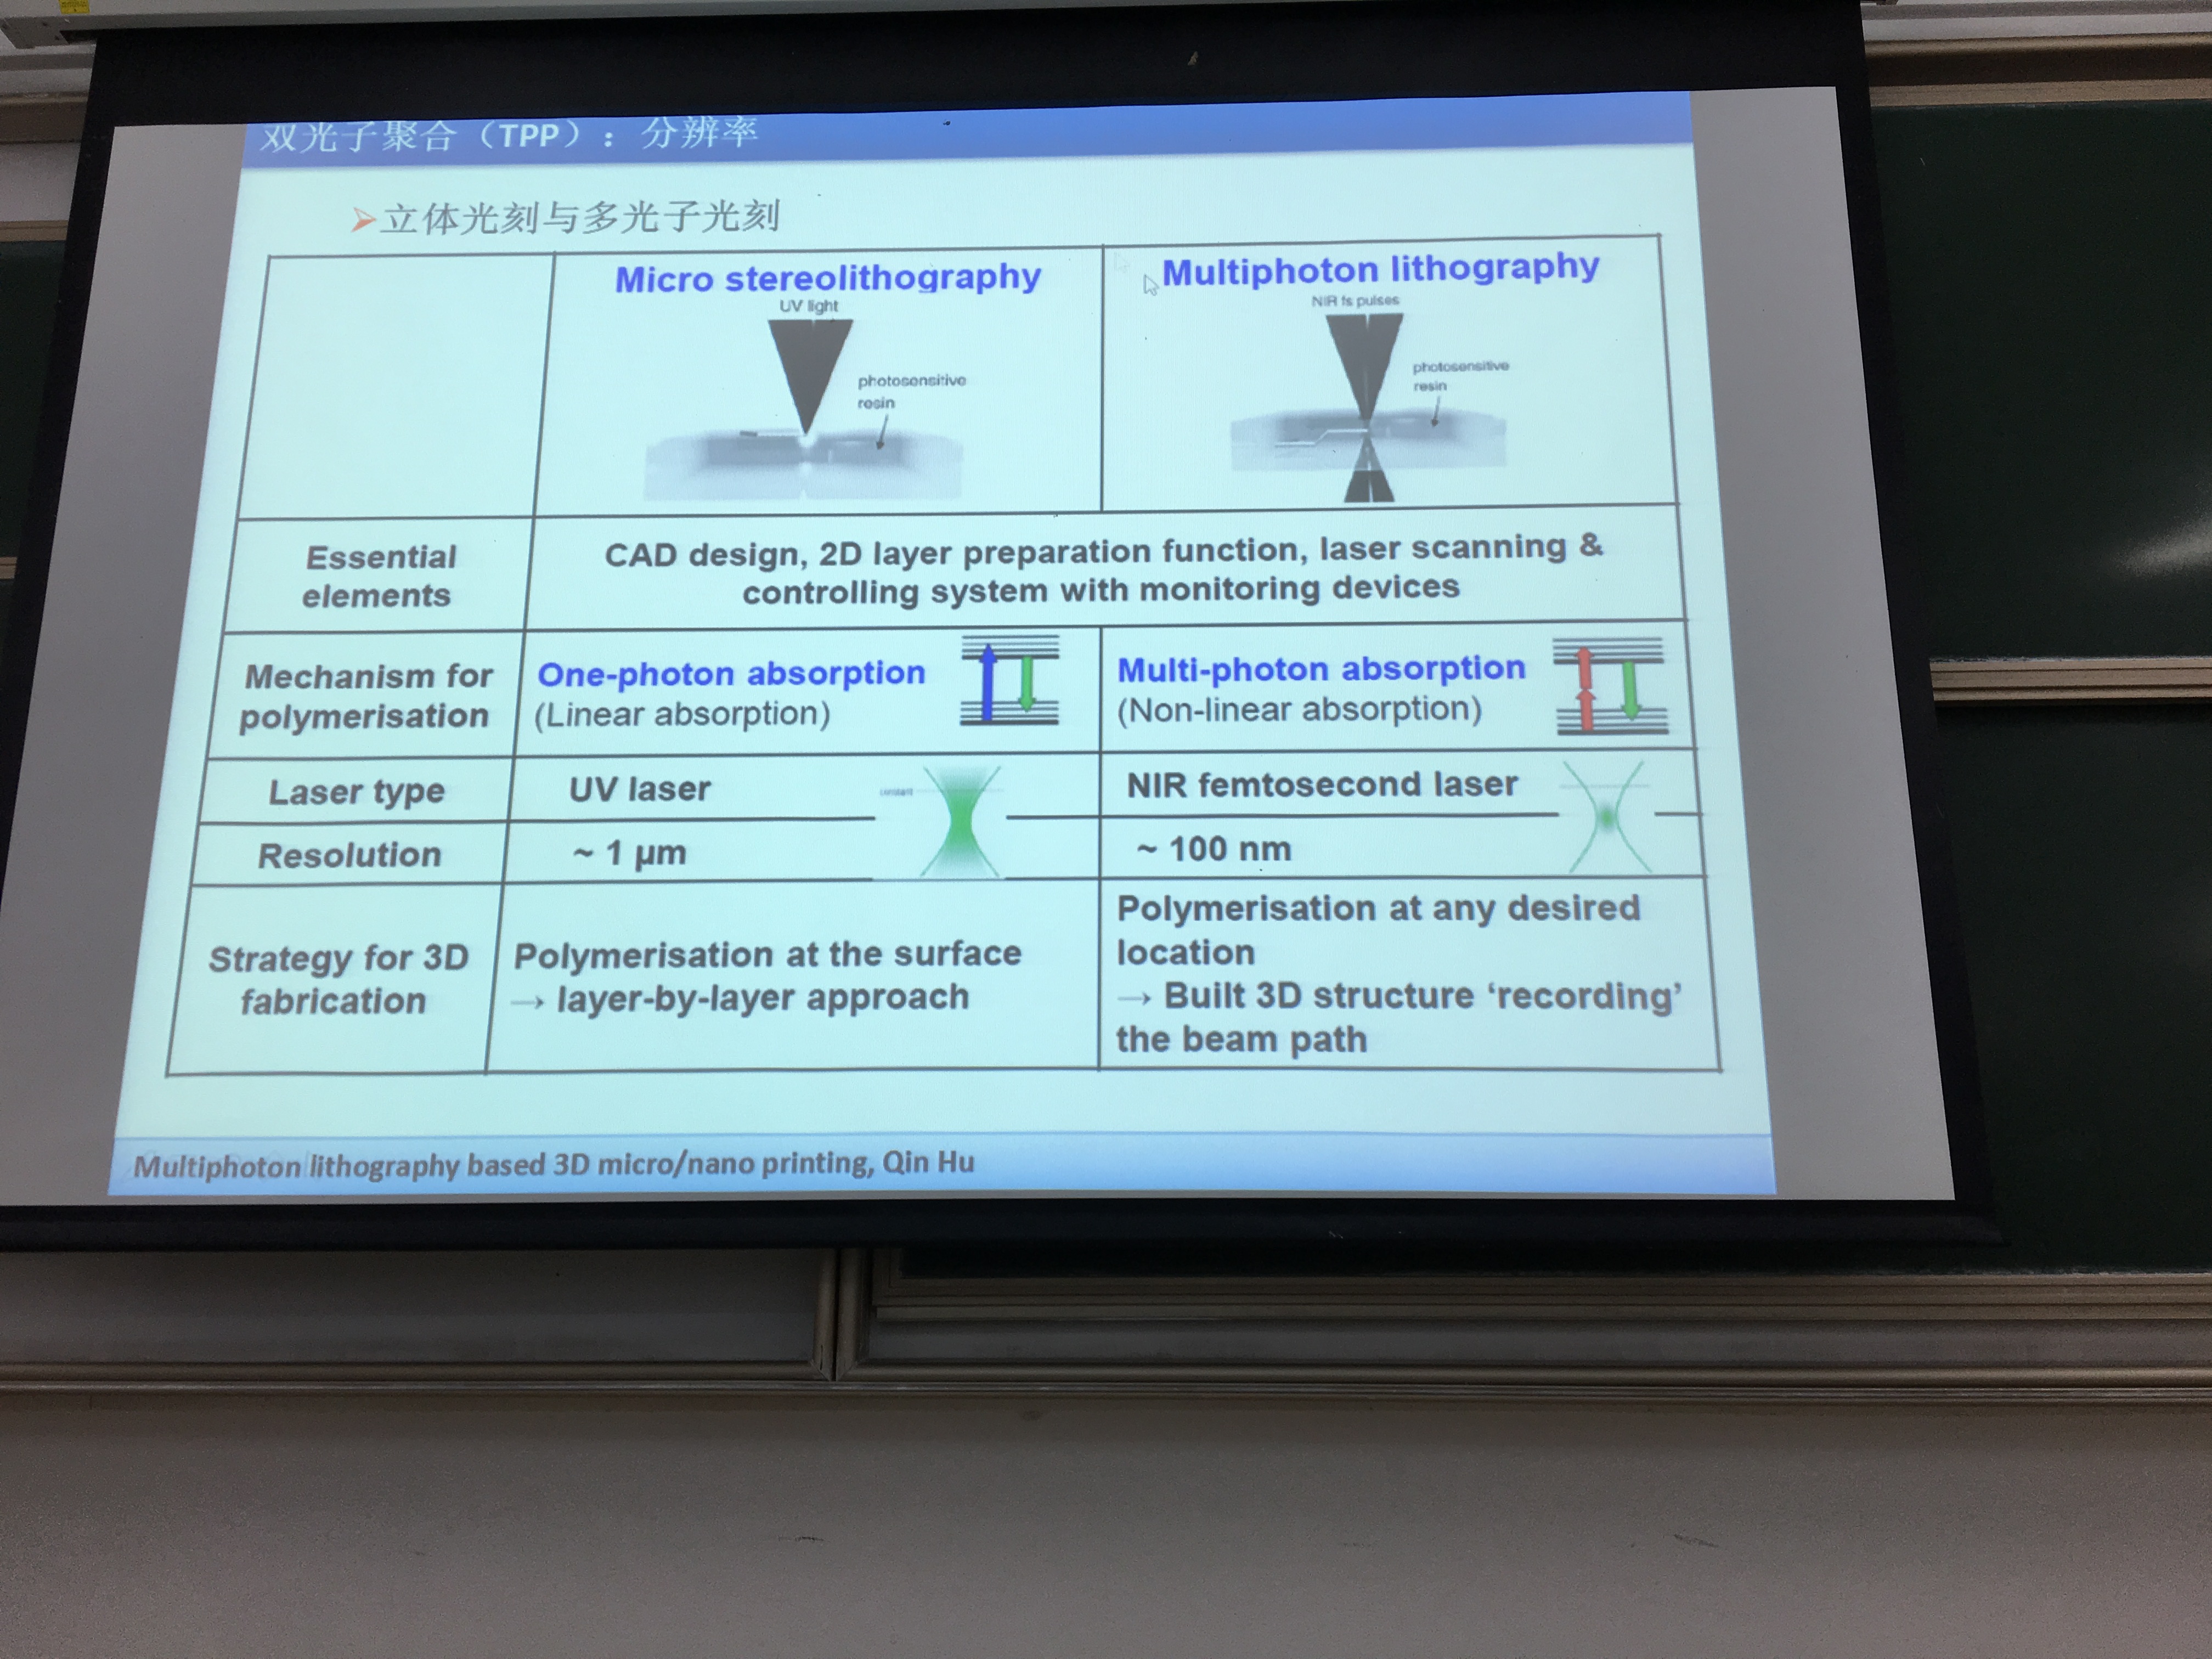 双光子聚合（TPP）：分辨率
➢立体光刻与多光子光刻
Micro stereolithography
UV light
photosensitive
resin
Multiphoton lithography
NIR fs pulses
photosensitive
resin
Essential
elements
CAD design, 2D layer preparation function, laser scanning &
controlling system with monitoring devices
Mechanism for
polymerisation
One-photon absorption
(Linear absorption)
Multi-photon absorption
(Non-linear absorption)
Laser type
UV laser
NIR femtosecond laser
Resolution
~ 1 µm
~ 100 nm
Strategy for 3D
fabrication
Polymerisation at the surface
→ layer-by-layer approach
Polymerisation at any desired
location
→ Built 3D structure ‘recording’
the beam path
Multiphoton lithography based 3D micro/nano printing, Qin Hu